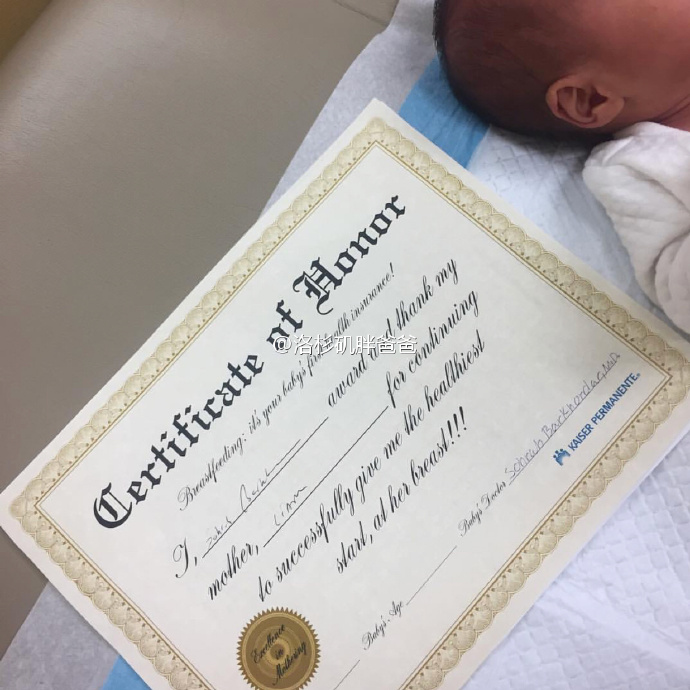 Certificate of Honor
Breastfeeding: it's your baby's first health insurance!
I, award and thank my
mother, for continuing
to successfully give me the healthiest
start, at her breast!!!
Baby's Age Baby's Doctor
KAISER PERMANENTE®
Excellence
in
Mothering
@洛杉矶胖爸爸